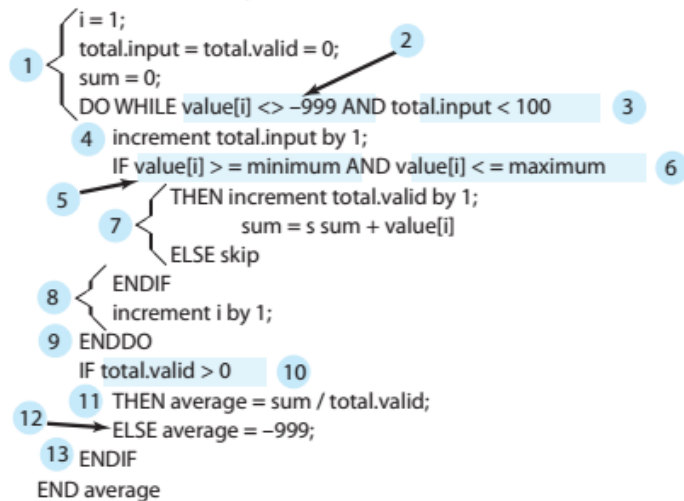 i = 1;
2
total.input = total.valid = 0;
1
sum = 0;
DO WHILE value[i] <> –999 AND total.input < 100 3
4 increment total.input by 1;
IF value[i] > = minimum AND value[i] < = maximum 6
5
THEN increment total.valid by 1;
7
sum = s sum + value[i]
ELSE skip
ENDIF
8
increment i by 1;
9 ENDDO
IF total.valid > 0 10
11 THEN average = sum / total.valid;
12
ELSE average = –999;
13 ENDIF
END average